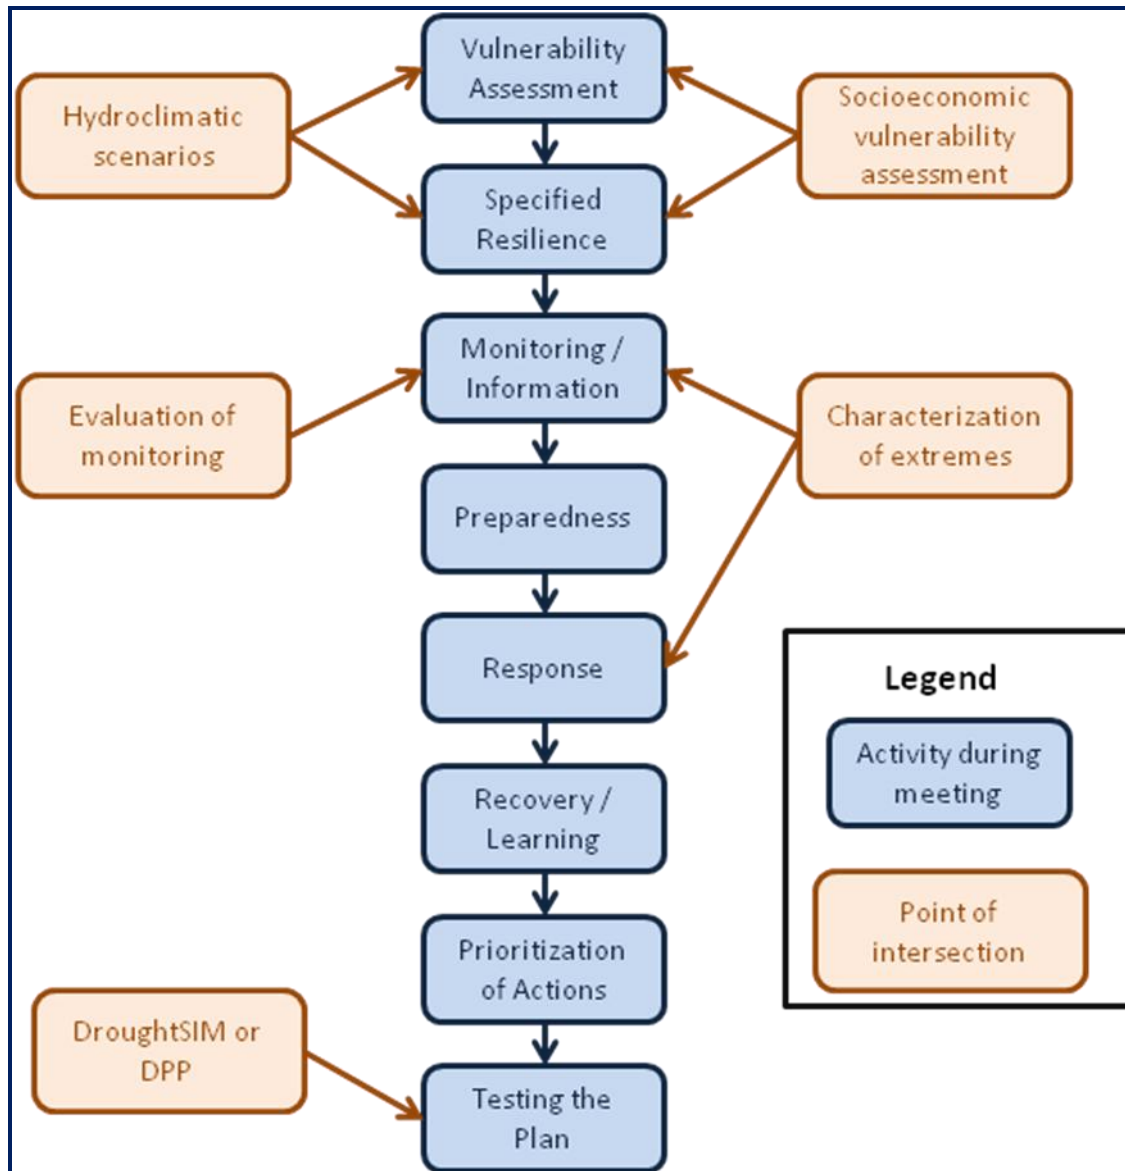 Vulnerability
Assessment
Hydroclimatic
scenarios
Socioeconomic
vulnerability
assessment
Specified
Resilience
Monitoring /
Information
Evaluation of
monitoring
Characterization
of extremes
Preparedness
Response
Legend
Activity during
meeting
Recovery /
Learning
Point of
intersection
Prioritization
of Actions
DroughtSIM or
DPP
Testing the
Plan